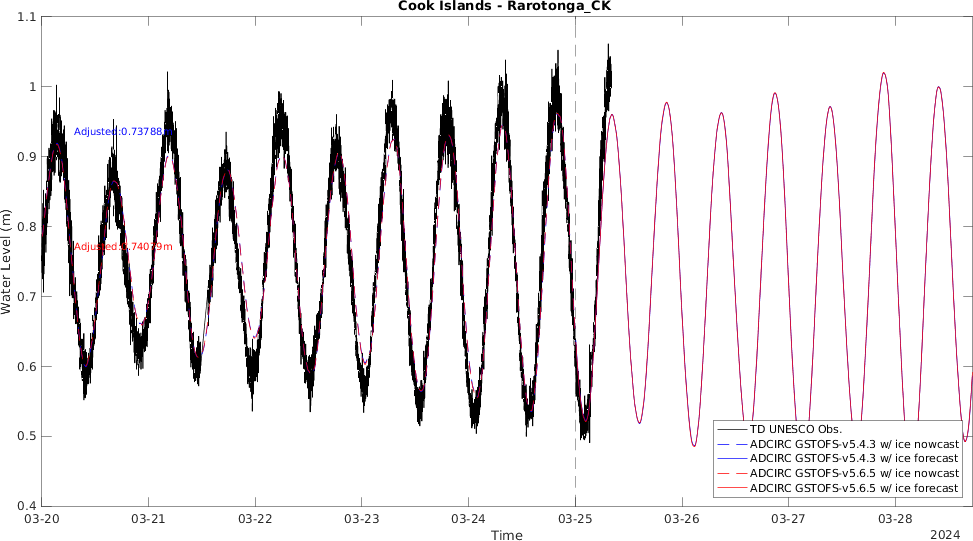 Cook Islands - Rarotonga_CK
1.1
1
0.9
0.8
0.7
0.6
0.5
0.4
Water Level (m)
Adjusted:0.73788m
TD UNESCO Obs.
ADCIRC GSTOFS-v5.4.3 w/ ice nowcast
ADCIRC GSTOFS-v5.4.3 w/ ice forecast
ADCIRC GSTOFS-v5.6.5 w/ ice nowcast
ADCIRC GSTOFS-v5.6.5 w/ ice forecast
03-20 03-21 03-22 03-23 03-24 03-25 03-26 03-27 03-28
Time
2024